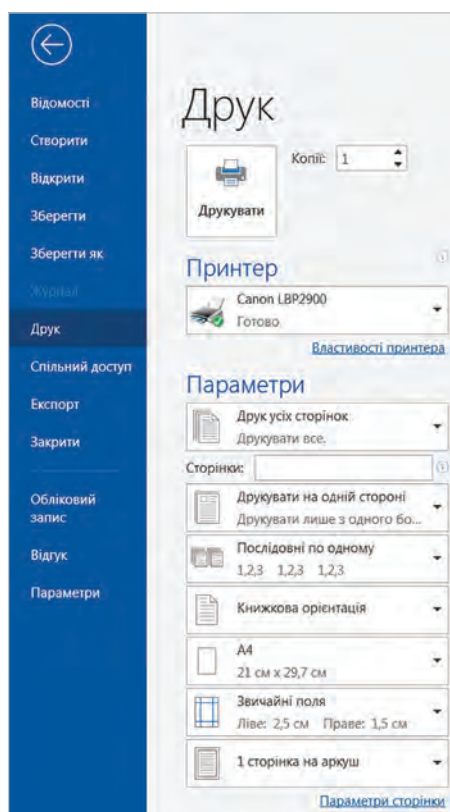 Відомості
Створити
Відкрити
Зберегти
Зберегти як
Журнал
Друк
Спільний доступ
Експорт
Закрити
Обліковий
запис
Відгук
Параметри
Друк
Копії: 1
Друкувати
Принтер
Canon LBP2900
Готово
Властивості принтера
Параметри
Друк усіх сторінок
Друкувати все.
Сторінки:
Друкувати на одній стороні
Друкувати лише з одного бо...
Послідовні по одному
1,2,3 1,2,3 1,2,3
Книжкова орієнтація
A4
21 см x 29,7 см
Звичайні поля
Ліве: 2,5 см Праве: 1,5 см
1 сторінка на аркуш
Параметри сторінки